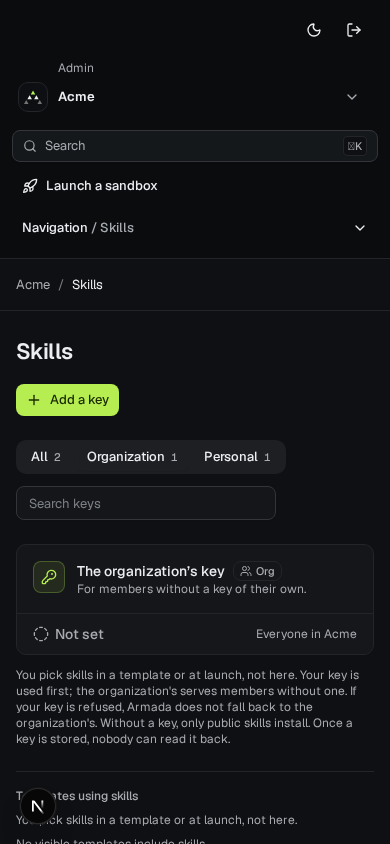 Admin
Acme
Search
K
Launch a sandbox
Navigation / Skills
Acme / Skills
Skills
Add a key
All 2 Organization 1 Personal 1
Search keys
The organization's key Org
For members without a key of their own.
Not set Everyone in Acme
You pick skills in a template or at launch, not here. Your key is
used first; the organization's serves members without one. If
your key is refused, Armada does not fall back to the
organization's. Without a key, only public skills install. Once a
key is stored, nobody can read it back.
using skills
pick skills in a template or at launch, not here.
No visible templates include skills